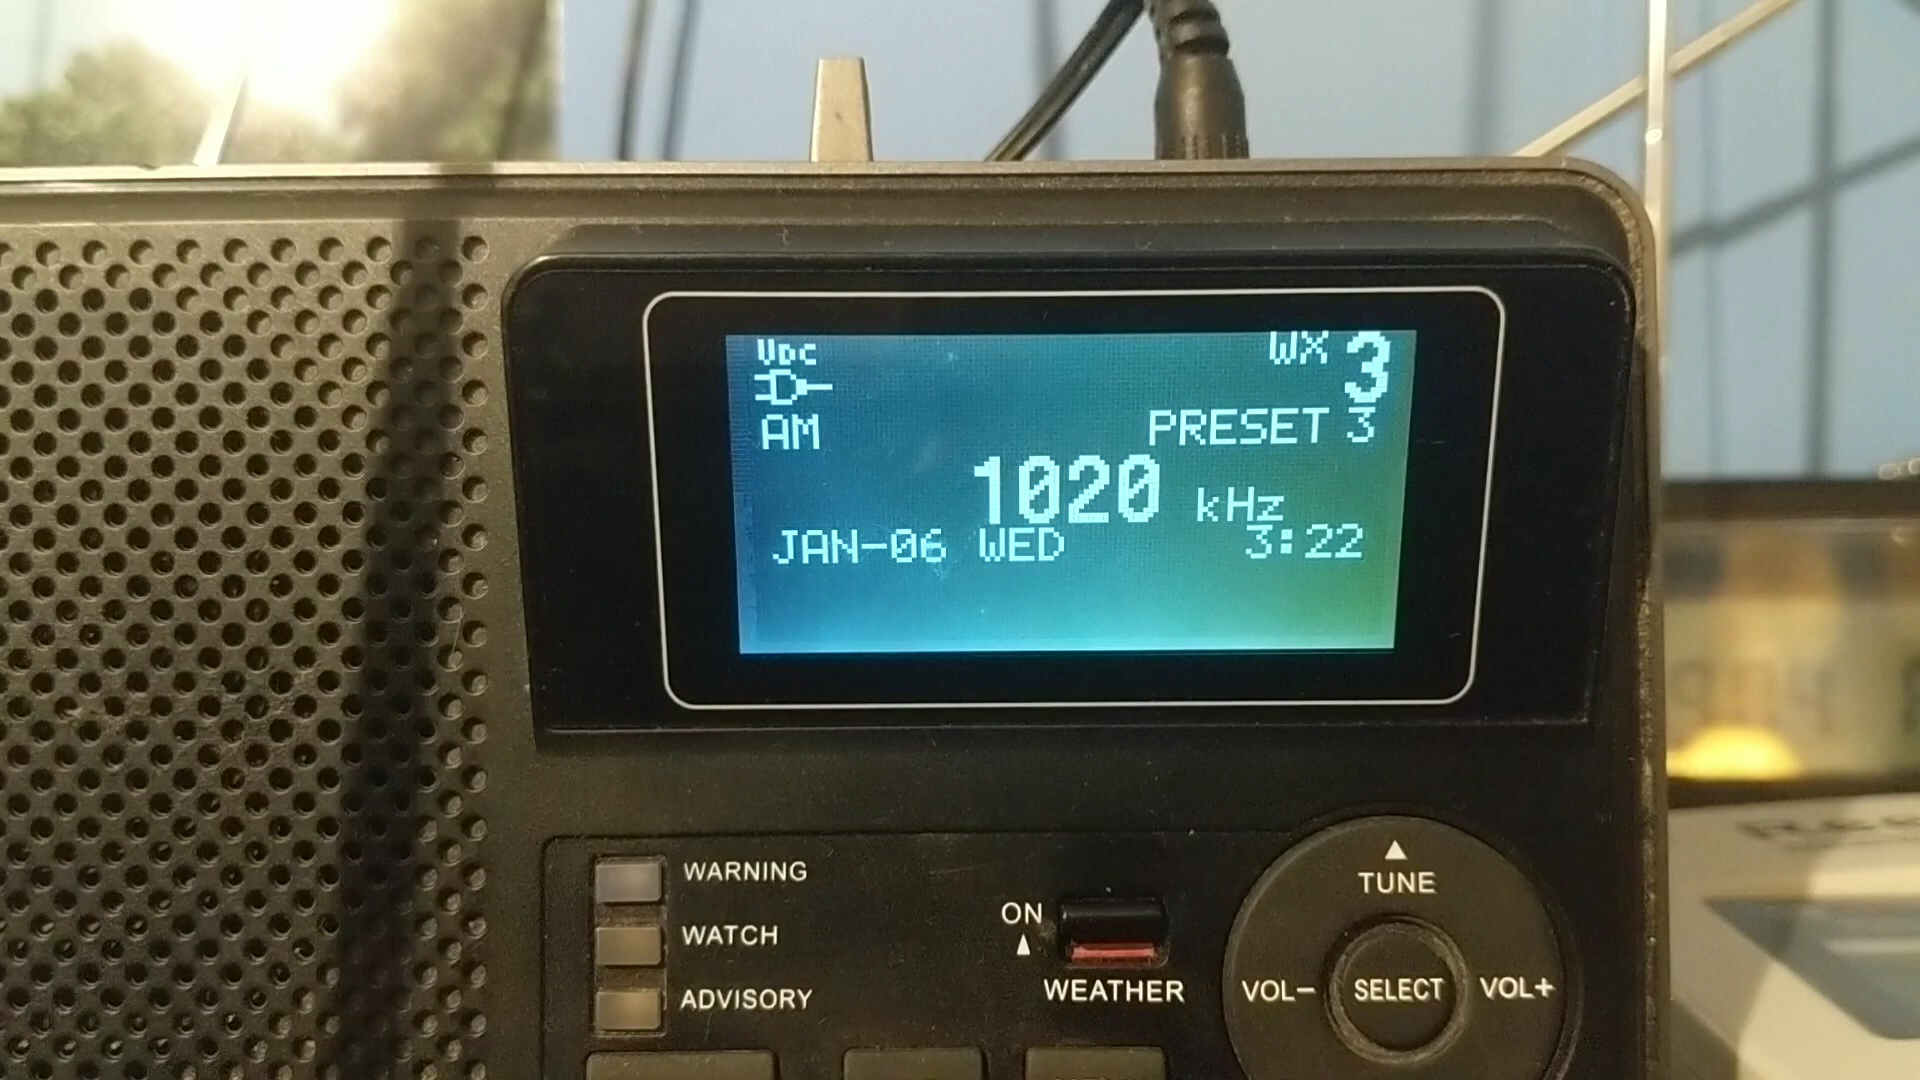 VDC
WX 3
AM
PRESET 3
1020 kHz
JAN-06 WED 3:22
WARNING
WATCH
ADVISORY
ON
WEATHER
TUNE
VOL-
SELECT
VOL+